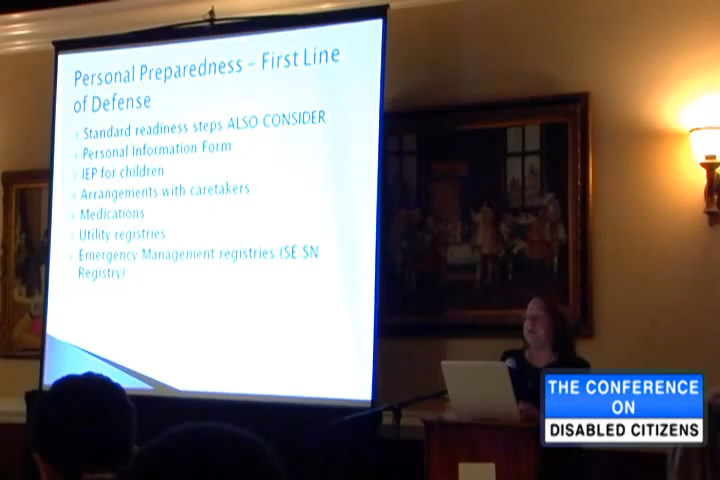 Personal Preparedness – First Line
of Defense
Standard readiness steps ALSO CONSIDER
Personal Information Form
IEP for children
Arrangements with caretakers
Medications
Utility registries
Emergency Management registries (SE SN
Registry)
THE CONFERENCE
ON
DISABLED CITIZENS